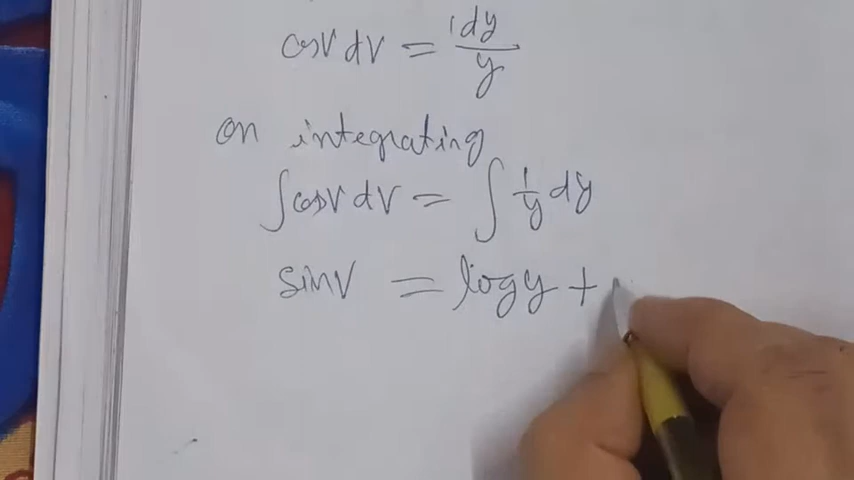 cosv dv = 1dy/y
on integrating
∫cosv dv = ∫ 1/y dy
sinv = logy +